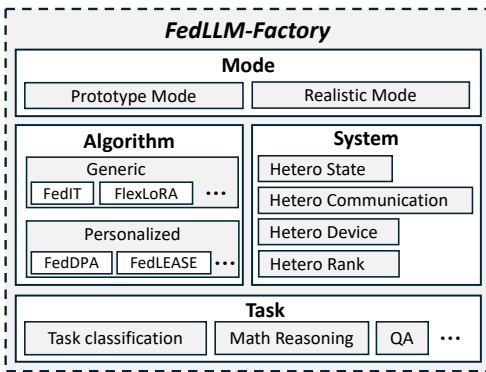 FedLLM-Factory
Mode
Prototype Mode Realistic Mode
Algorithm
Generic
FedIT FlexLoRA ...
Personalized
FedDPA FedLEASE ...
System
Hetero State
Hetero Communication
Hetero Device
Hetero Rank
Task
Task classification Math Reasoning QA ...